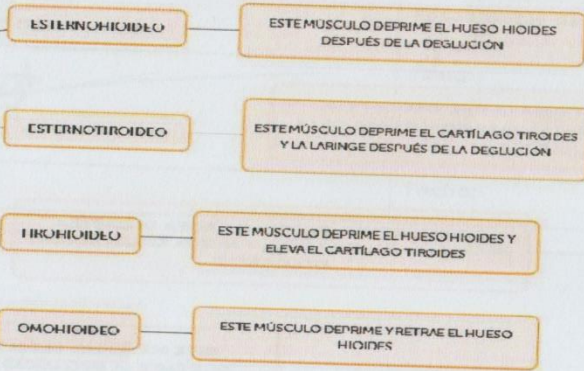 ESTERNOHIOIDEO
ESTE MÚSCULO DEPRIME EL HUESO HIOIDES
DESPUÉS DE LA DEGLUCIÓN
ESTERNOTIROIDEO
ESTE MÚSCULO DEPRIME EL CARTÍLAGO TIROIDES
Y LA LARINGE DESPUÉS DE LA DEGLUCIÓN
TIROHIOIDEO
ESTE MÚSCULO DEPRIME EL HUESO HIOIDES Y
ELEVA EL CARTÍLAGO TIROIDES
OMOHIOIDEO
ESTE MÚSCULO DEPRIME Y RETRAE EL HUESO
HIOIDES